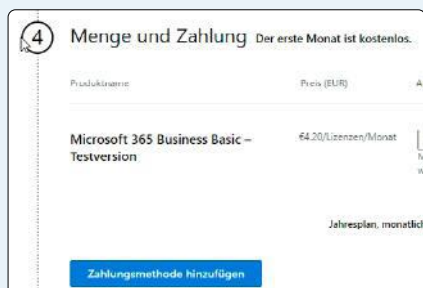 4 Menge und Zahlung Der erste Monat ist kostenlos.
Produktname Preis (EUR) A
Microsoft 365 Business Basic – €4.20/Lizenzen/Monat
Testversion
Jahresplan, monatlich
Zahlungsmethode hinzufügen